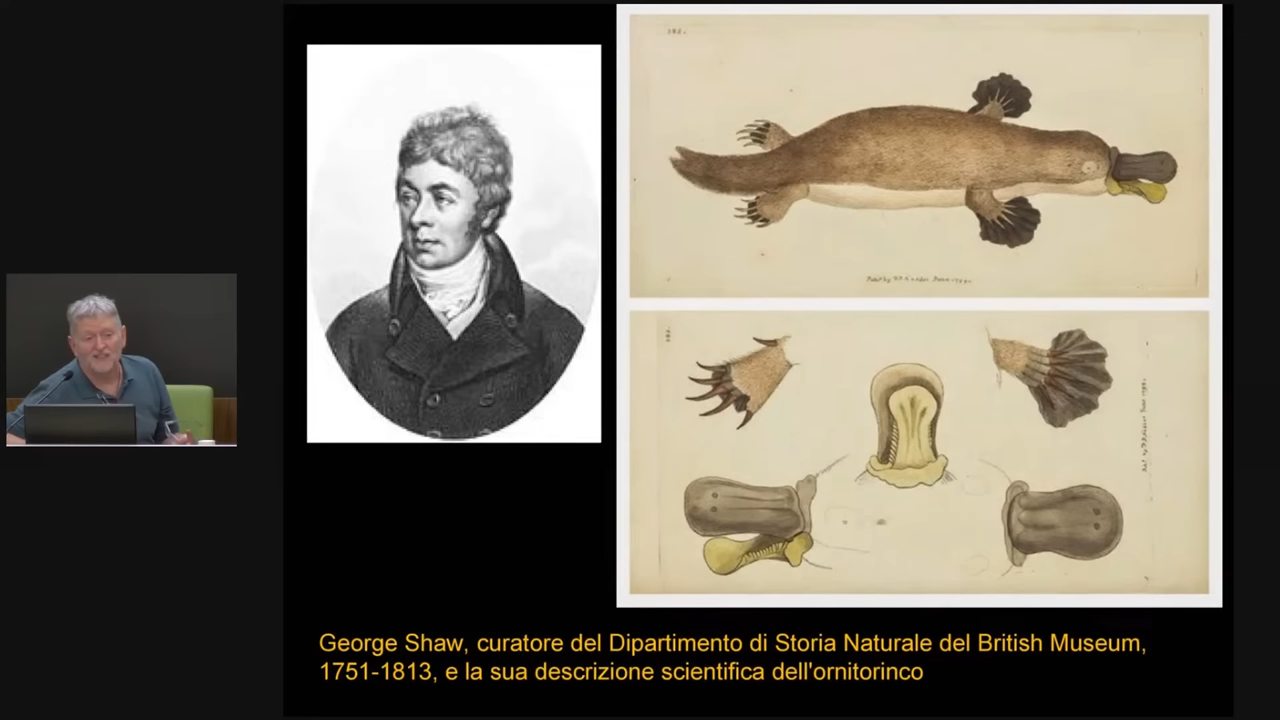 George Shaw, curatore del Dipartimento di Storia Naturale del British Museum,
1751-1813, e la sua descrizione scientifica dell'ornitorinco